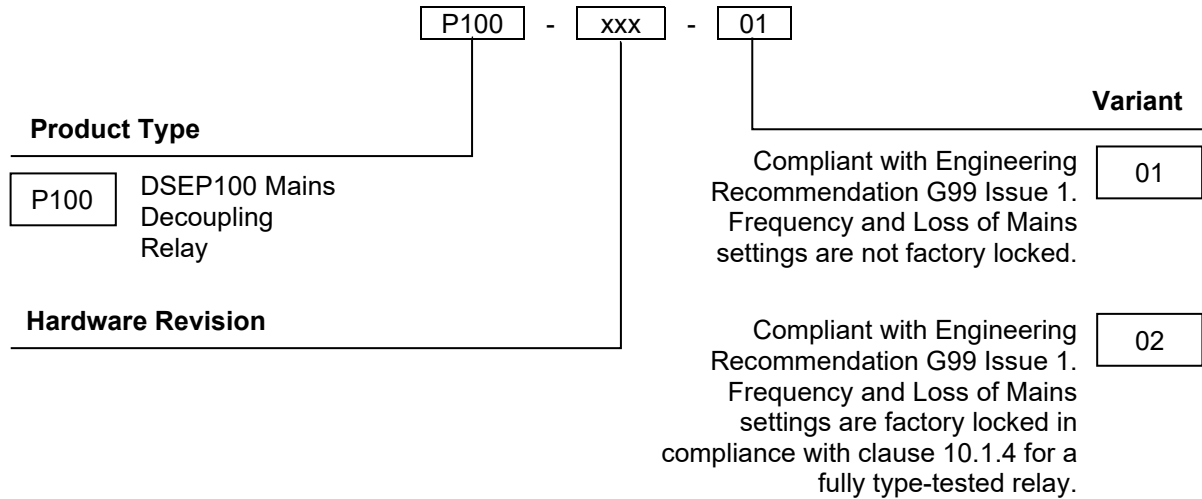 P100 - xxx - 01
Variant
Product Type
P100
DSEP100 Mains
Decoupling
Relay
Compliant with Engineering
Recommendation G99 Issue 1.
Frequency and Loss of Mains
settings are not factory locked.
01
Hardware Revision
Compliant with Engineering
Recommendation G99 Issue 1.
Frequency and Loss of Mains
settings are factory locked in
compliance with clause 10.1.4 for a
fully type-tested relay.
02